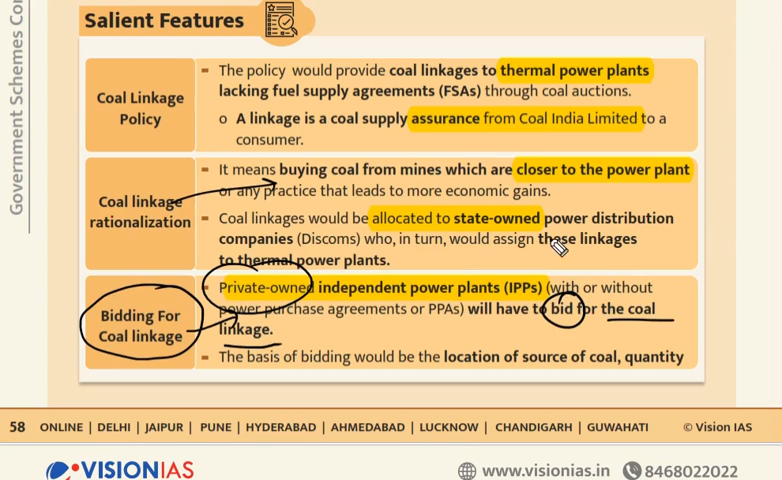 Government Schemes Com
Salient Features
Coal Linkage
Policy
- The policy would provide coal linkages to thermal power plants
lacking fuel supply agreements (FSAs) through coal auctions.
o A linkage is a coal supply assurance from Coal India Limited to a
consumer.
Coal linkage
rationalization
- It means buying coal from mines which are closer to the power plant
or any practice that leads to more economic gains.
- Coal linkages would be allocated to state-owned power distribution
companies (Discoms) who, in turn, would assign these linkages
to thermal power plants.
Bidding For
Coal linkage
- Private-owned independent power plants (IPPs) (with or without
power purchase agreements or PPAs) will have to bid for the coal
linkage.
- The basis of bidding would be the location of source of coal, quantity
58 ONLINE | DELHI | JAIPUR | PUNE | HYDERABAD | AHMEDABAD | LUCKNOW | CHANDIGARH | GUWAHATI © Vision IAS
VISIONIAS www.visionias.in 8468022022